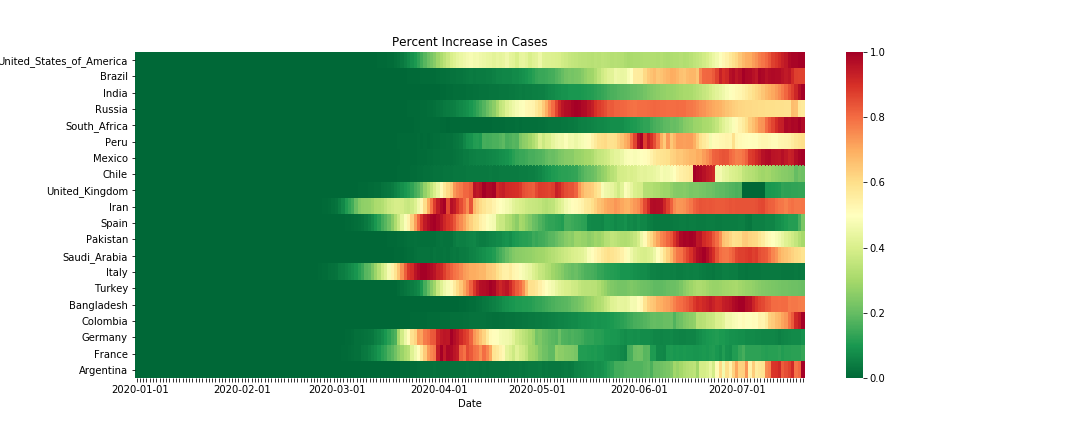 Percent Increase in Cases
United_States_of_America
Brazil
India
Russia
South_Africa
Peru
Mexico
Chile
United_Kingdom
Iran
Spain
Pakistan
Saudi_Arabia
Italy
Turkey
Bangladesh
Colombia
Germany
France
Argentina
2020-01-01 2020-02-01 2020-03-01 2020-04-01 2020-05-01 2020-06-01 2020-07-01
Date
1.0
0.8
0.6
0.4
0.2
0.0